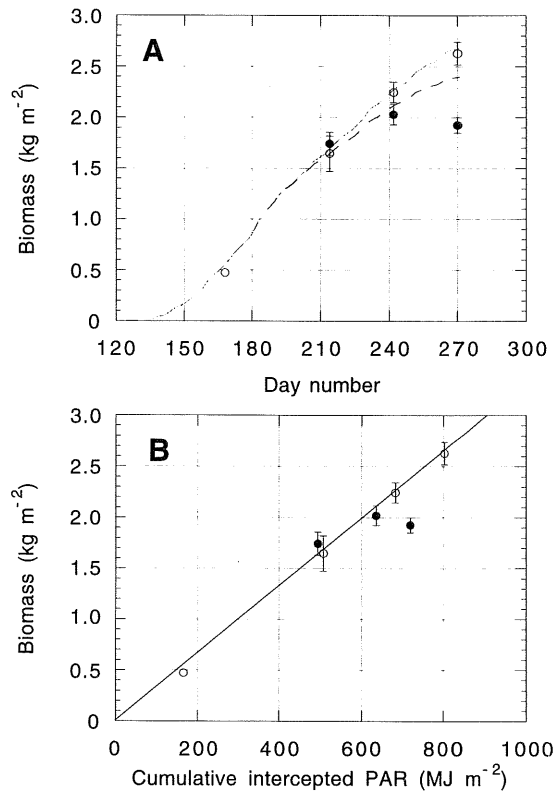 3.0
A
2.5
2.0
1.5
1.0
0.5
0
Biomass (kg m-2)
120 150 180 210 240 270 300
Day number
3.0
B
2.5
2.0
1.5
1.0
0.5
0
Biomass (kg m-2)
0 200 400 600 800 1000
Cumulative intercepted PAR (MJ m-2)